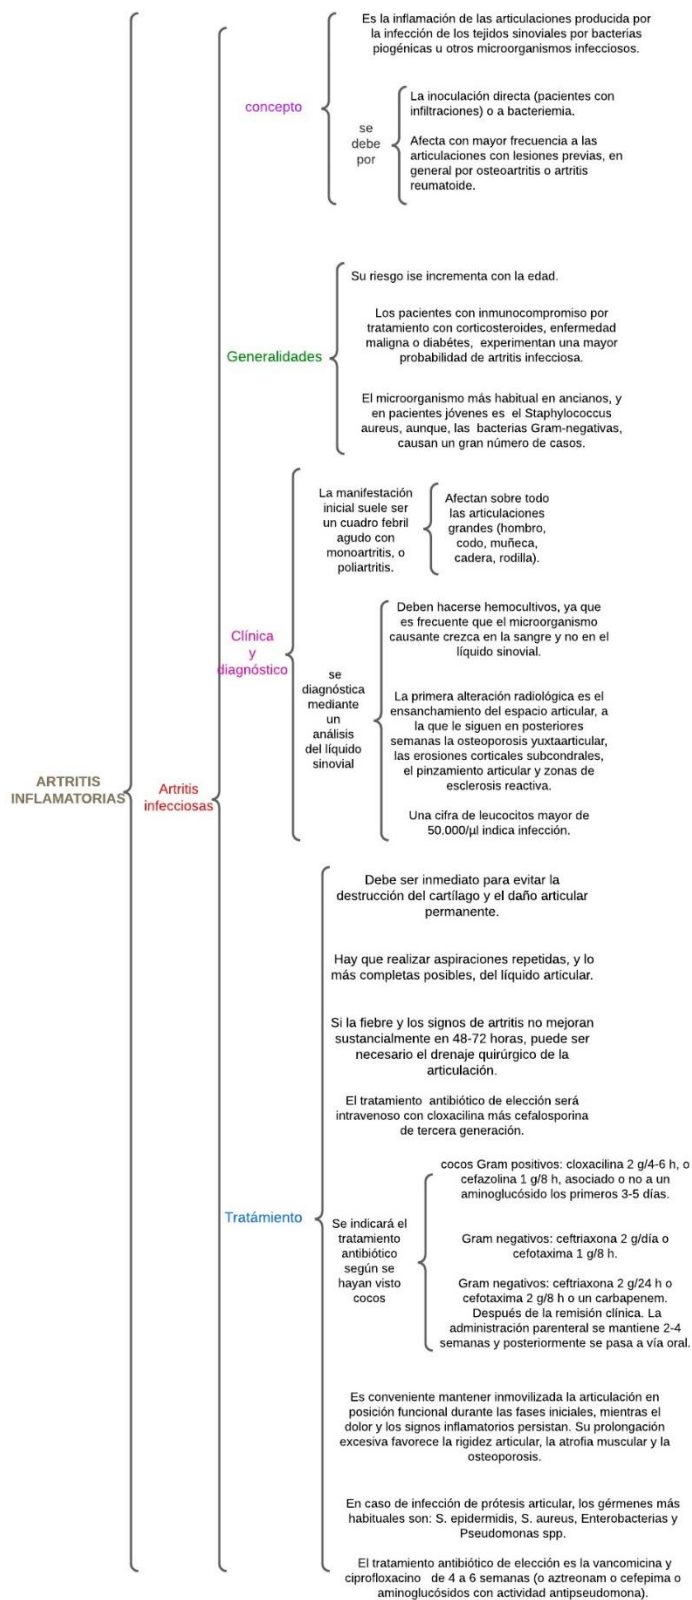 ARTRITIS
INFLAMATORIAS
Artritis
infecciosas
concepto
Es la inflamación de las articulaciones producida por
la infección de los tejidos sinoviales por bacterias
piogénicas u otros microorganismos infecciosos.
se
debe
por
La inoculación directa (pacientes con
infiltraciones) o a bacteriemia.
Afecta con mayor frecuencia a las
articulaciones con lesiones previas, en
general por osteoartritis o artritis
reumatoide.
Generalidades
Su riesgo ise incrementa con la edad.
Los pacientes con inmunocompromiso por
tratamiento con corticosteroides, enfermedad
maligna o diabétes, experimentan una mayor
probabilidad de artritis infecciosa.
El microorganismo más habitual en ancianos, y
en pacientes jóvenes es el Staphylococcus
aureus, aunque, las bacterias Gram-negativas,
causan un gran número de casos.
Clínica
y
diagnóstico
La manifestación
inicial suele ser
un cuadro febril
agudo con
monoartritis, o
poliartritis.
Afectan sobre todo
las articulaciones
grandes (hombro,
codo, muñeca,
cadera, rodilla).
se
diagnóstica
mediante
un
análisis
del líquido
sinovial
Deben hacerse hemocultivos, ya que
es frecuente que el microorganismo
causante crezca en la sangre y no en el
líquido sinovial.
La primera alteración radiológica es el
ensanchamiento del espacio articular, a
la que le siguen en posteriores
semanas la osteoporosis yuxtaarticular,
las erosiones corticales subcondrales,
el pinzamiento articular y zonas de
esclerosis reactiva.
Una cifra de leucocitos mayor de
50.000/µl indica infección.
Tratámiento
Debe ser inmediato para evitar la
destrucción del cartílago y el daño articular
permanente.
Hay que realizar aspiraciones repetidas, y lo
más completas posibles, del líquido articular.
Si la fiebre y los signos de artritis no mejoran
sustancialmente en 48-72 horas, puede ser
necesario el drenaje quirúrgico de la
articulación.
El tratamiento antibiótico de elección será
intravenoso con cloxacilina más cefalosporina
de tercera generación.
Se indicará el
tratamiento
antibiótico
según se
hayan visto
cocos
cocos Gram positivos: cloxacilina 2 g/4-6 h, o
cefazolina 1 g/8 h, asociado o no a un
aminoglucósido los primeros 3-5 días.
Gram negativos: ceftriaxona 2 g/día o
cefotaxima 1 g/8 h.
Gram negativos: ceftriaxona 2 g/24 h o
cefotaxima 2 g/8 h o un carbapenem.
Después de la remisión clínica. La
administración parenteral se mantiene 2-4
semanas y posteriormente se pasa a vía oral.
Es conveniente mantener inmovilizada la articulación en
posición funcional durante las fases iniciales, mientras el
dolor y los signos inflamatorios persistan. Su prolongación
excesiva favorece la rigidez articular, la atrofia muscular y la
osteoporosis.
En caso de infección de prótesis articular, los gérmenes más
habituales son: S. epidermidis, S. aureus, Enterobacterias y
Pseudomonas spp.
El tratamiento antibiótico de elección es la vancomicina y
ciprofloxacino de 4 a 6 semanas (o aztreonam o cefepima o
aminoglucósidos con actividad antipseudomona).